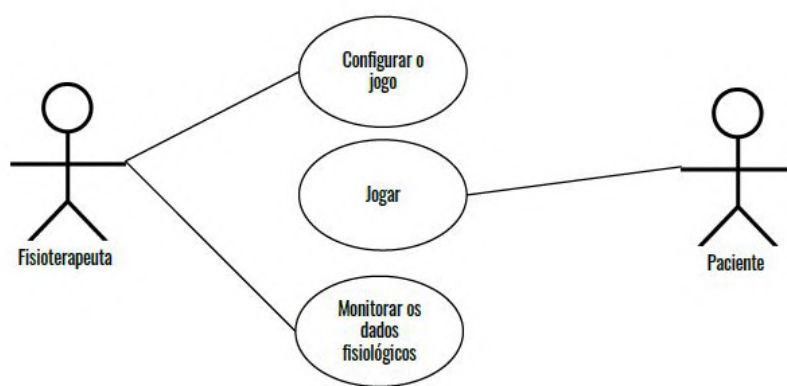 Configurar o
jogo
Jogar
Fisioterapeuta
Paciente
Monitorar os
dados
fisiológicos